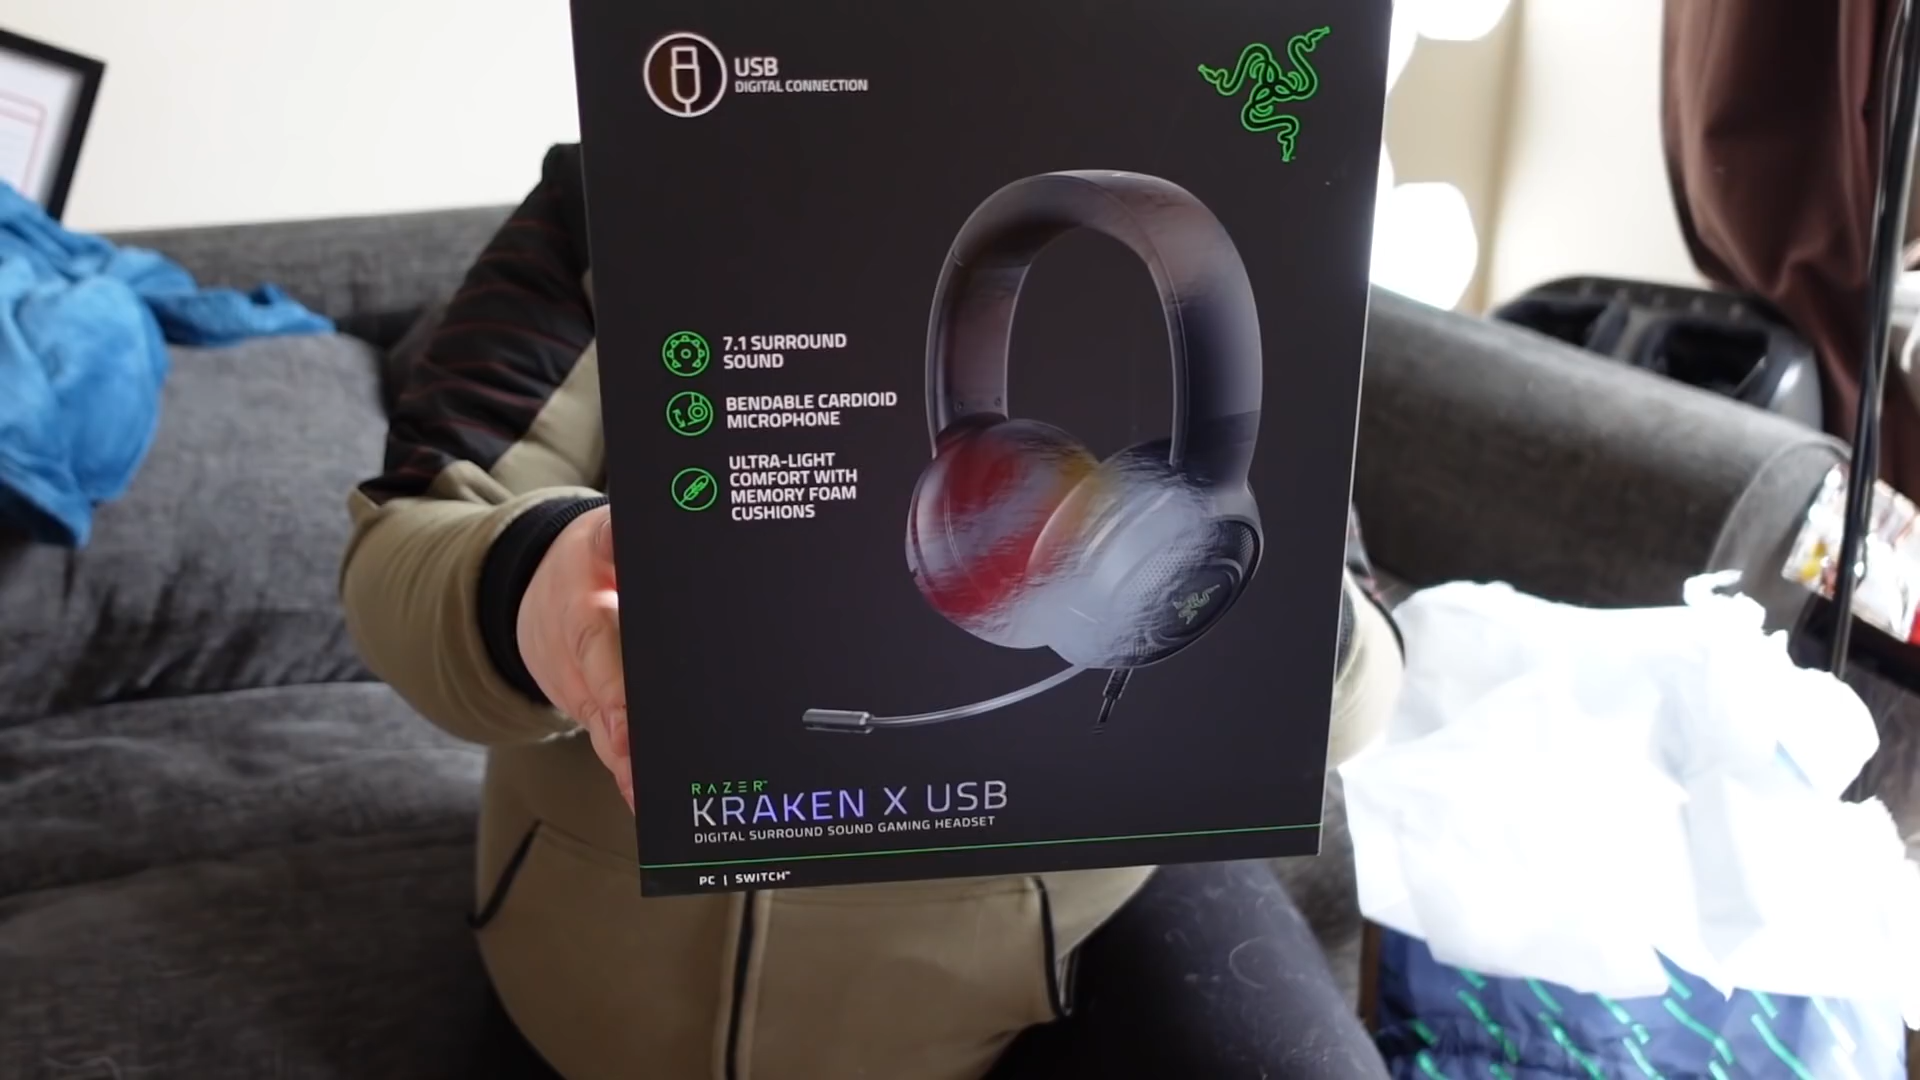 USB
DIGITAL CONNECTION
7.1 SURROUND
SOUND
BENDABLE CARDIOID
MICROPHONE
ULTRA-LIGHT
COMFORT WITH
MEMORY FOAM
CUSHIONS
RAZER™
KRAKEN X USB
DIGITAL SURROUND SOUND GAMING HEADSET
PC | SWITCH™